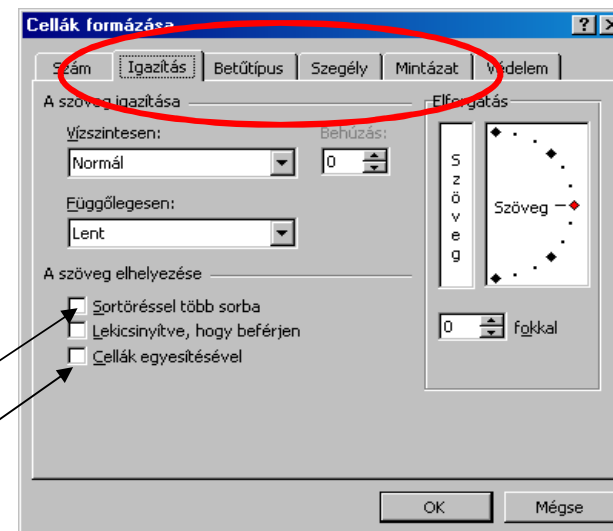 Cellák formázása
Szám Igazítás Betűtípus Szegély Mintázat Védelem
A szöveg igazítása
Elforgatás
Vízszintesen:
Behúzás:
Normál
0
Függőlegesen:
Lent
Szöveg
Szöveg
A szöveg elhelyezése
Sortöréssel több sorba
Lekicsinyítve, hogy beférjen
Cellák egyesítésével
0 fokkal
OK Mégse